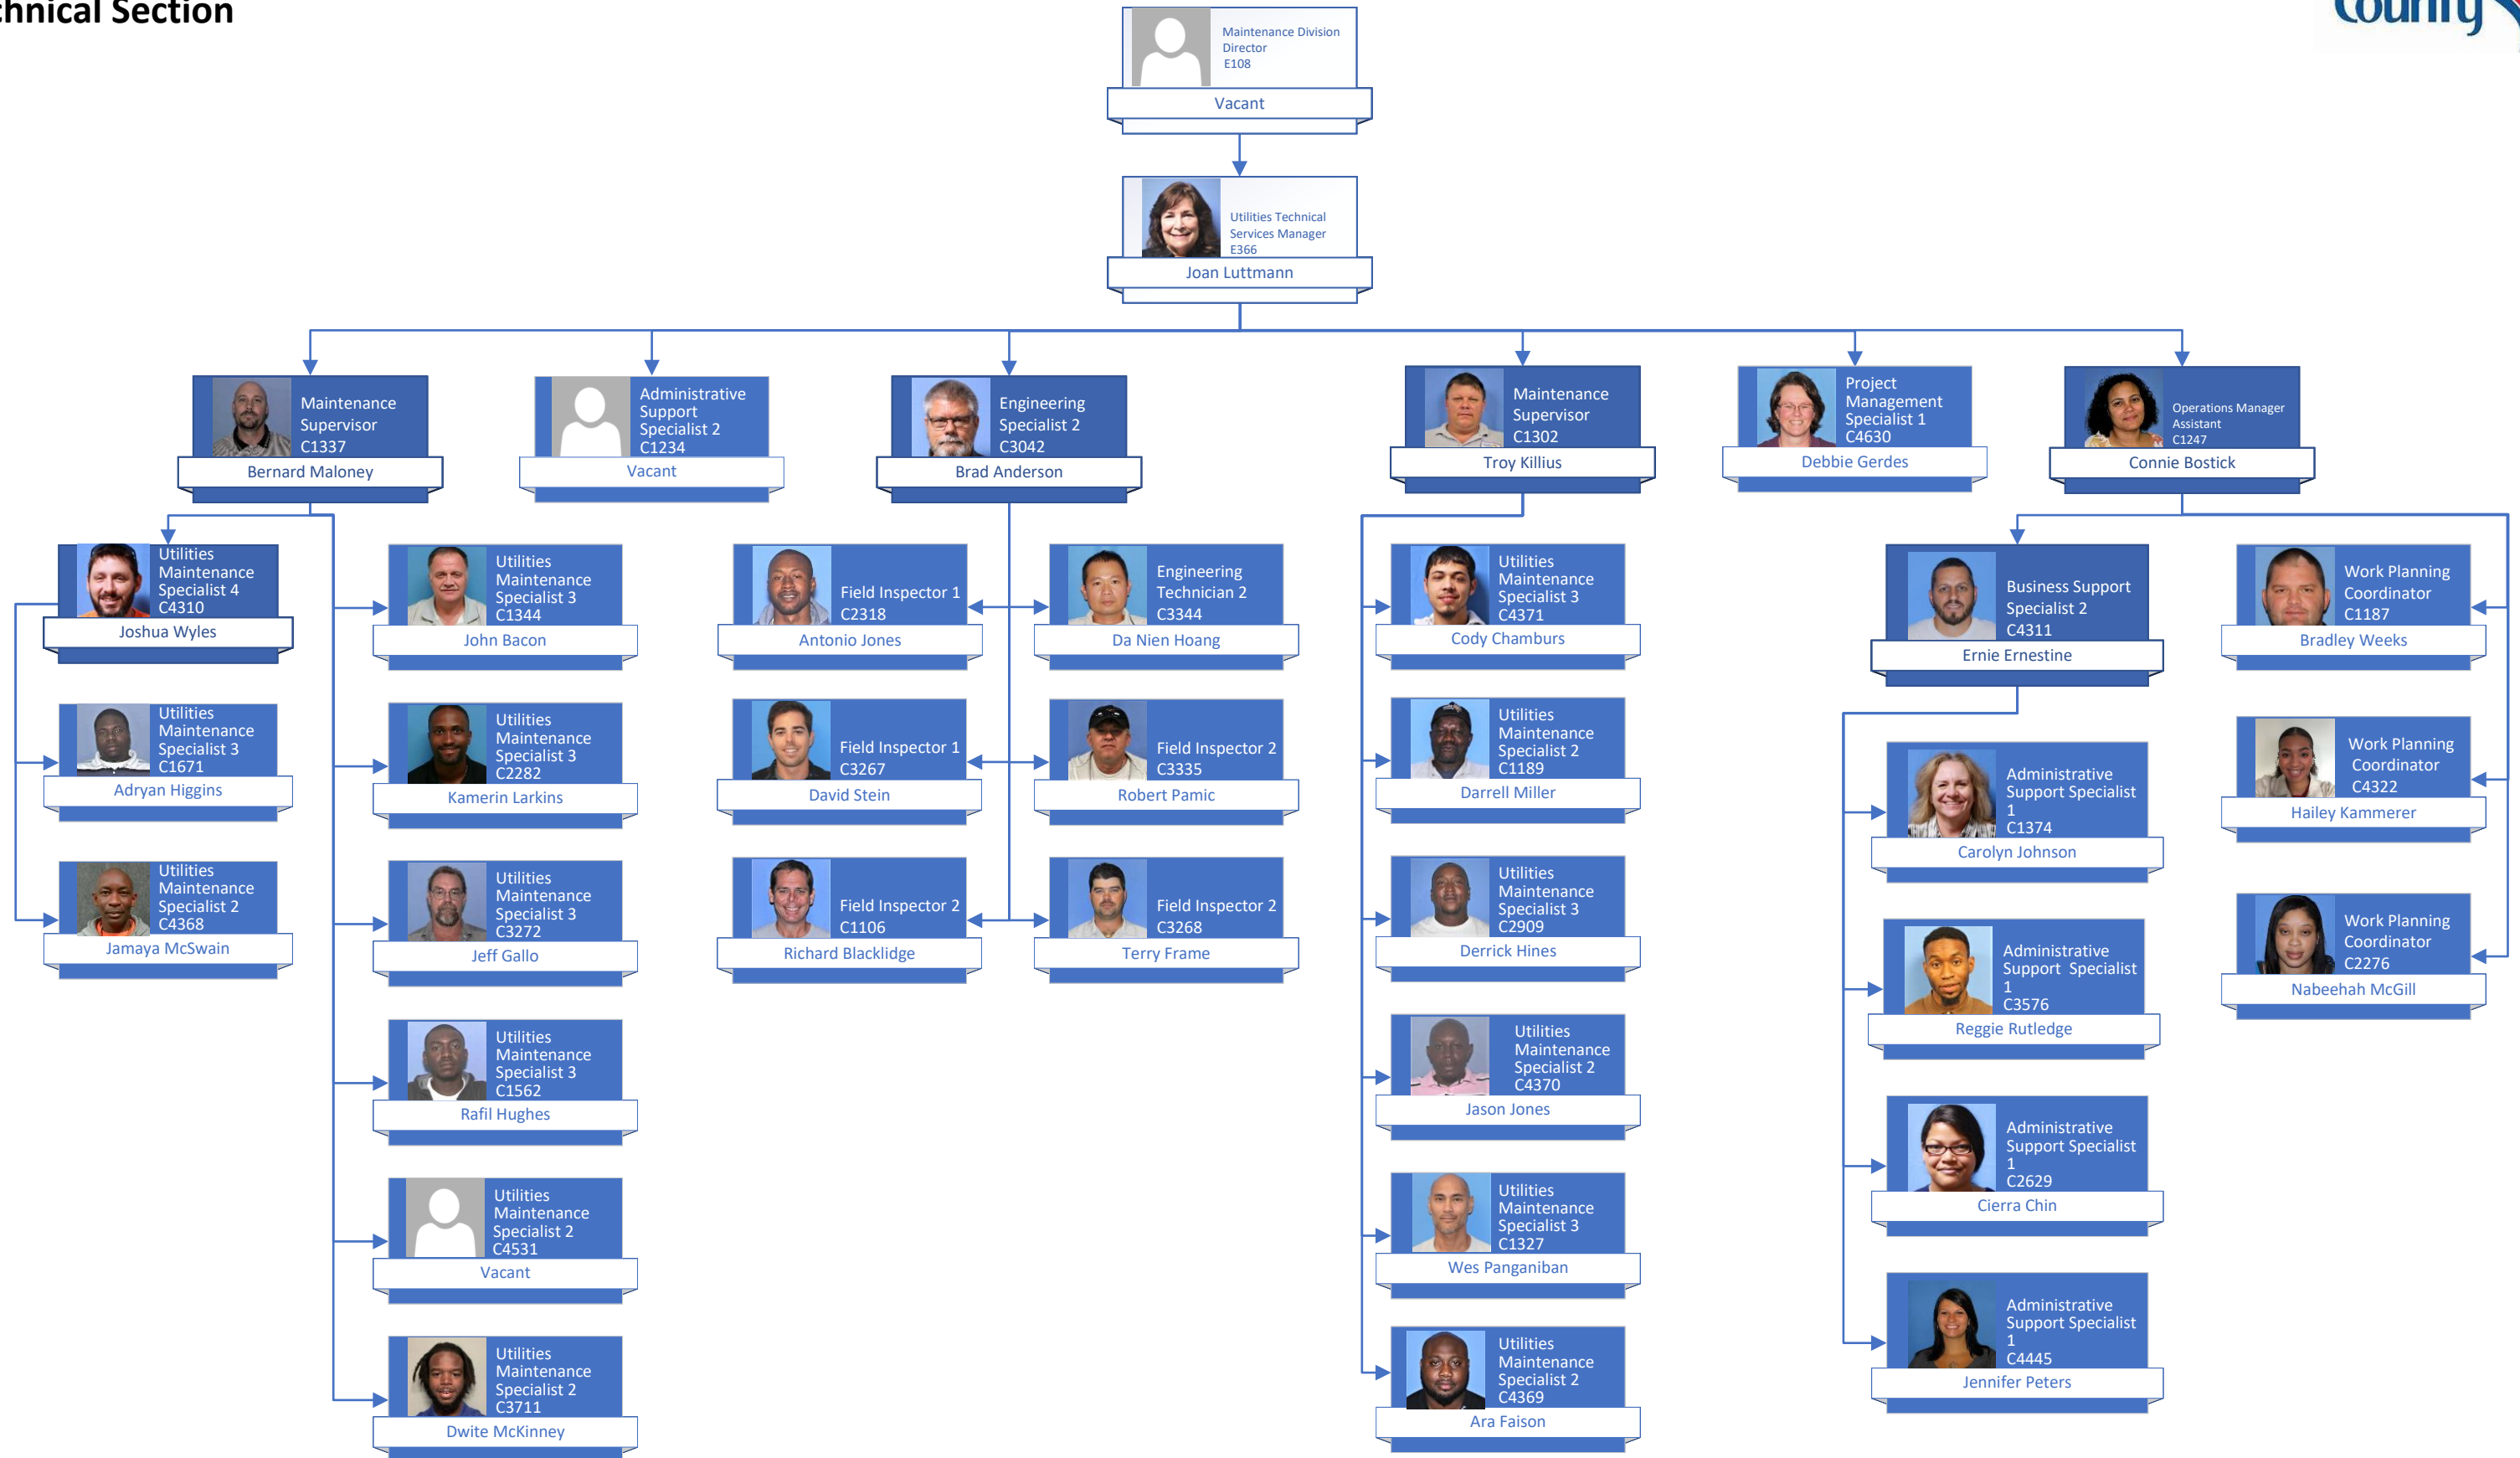 chnical Section
County
Maintenance Division
Director
E108
Vacant
Utilities Technical
Services Manager
E366
Joan Luttmann
Maintenance
Supervisor
C1337
Bernard Maloney
Administrative
Support
Specialist 2
C1234
Vacant
Engineering
Specialist 2
C3042
Brad Anderson
Maintenance
Supervisor
C1302
Troy Killius
Project
Management
Specialist 1
C4630
Debbie Gerdes
Operations Manager
Assistant
C1247
Connie Bostick
Utilities
Maintenance
Specialist 4
C4310
Joshua Wyles
Utilities
Maintenance
Specialist 3
C1671
Adryan Higgins
Utilities
Maintenance
Specialist 2
C4368
Jamaya McSwain
Utilities
Maintenance
Specialist 3
C1344
John Bacon
Utilities
Maintenance
Specialist 3
C2282
Kamerin Larkins
Utilities
Maintenance
Specialist 3
C3272
Jeff Gallo
Utilities
Maintenance
Specialist 3
C1562
Rafil Hughes
Utilities
Maintenance
Specialist 2
C4531
Vacant
Utilities
Maintenance
Specialist 2
C3711
Dwite McKinney
Field Inspector 1
C2318
Antonio Jones
Engineering
Technician 2
C3344
Da Nien Hoang
Field Inspector 1
C3267
David Stein
Field Inspector 2
C3335
Robert Pamic
Field Inspector 2
C1106
Richard Blacklidge
Field Inspector 2
C3268
Terry Frame
Utilities
Maintenance
Specialist 3
C4371
Cody Chamburs
Utilities
Maintenance
Specialist 2
C1189
Darrell Miller
Utilities
Maintenance
Specialist 3
C2909
Derrick Hines
Utilities
Maintenance
Specialist 2
C4370
Jason Jones
Utilities
Maintenance
Specialist 3
C1327
Wes Panganiban
Utilities
Maintenance
Specialist 2
C4369
Ara Faison
Business Support
Specialist 2
C4311
Ernie Ernestine
Administrative
Support Specialist
1
C1374
Carolyn Johnson
Administrative
Support  Specialist
1
C3576
Reggie Rutledge
Administrative
Support Specialist
1
C2629
Cierra Chin
Administrative
Support Specialist
1
C4445
Jennifer Peters
Work Planning
Coordinator
C1187
Bradley Weeks
Work Planning
Coordinator
C4322
Hailey Kammerer
Work Planning
Coordinator
C2276
Nabeehah McGill